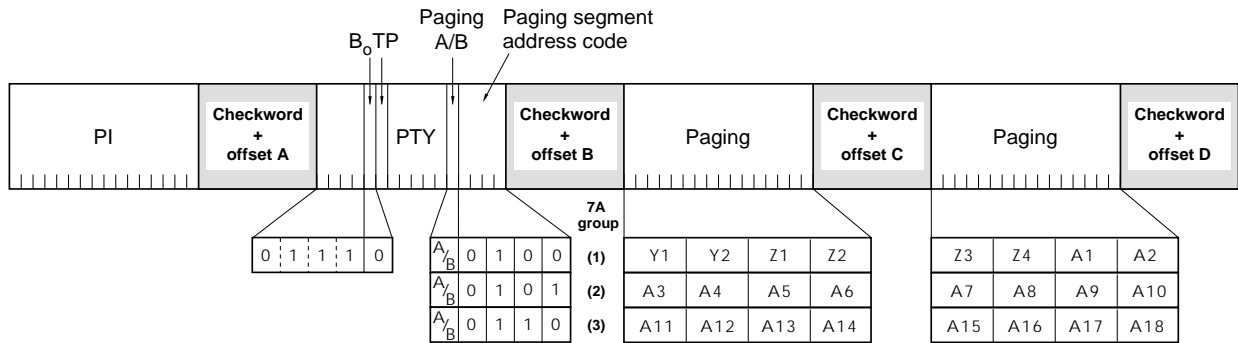 Paging Paging segment
BoTP A/B address code
PI
Checkword
+
offset A
PTY
Checkword
+
offset B
Paging
Checkword
+
offset C
Paging
Checkword
+
offset D
7A
group
0 1 1 1 0
A/B 0 1 0 0 (1) Y1 Y2 Z1 Z2 Z3 Z4 A1 A2
A/B 0 1 0 1 (2) A3 A4 A5 A6 A7 A8 A9 A10
A/B 0 1 1 0 (3) A11 A12 A13 A14 A15 A16 A17 A18